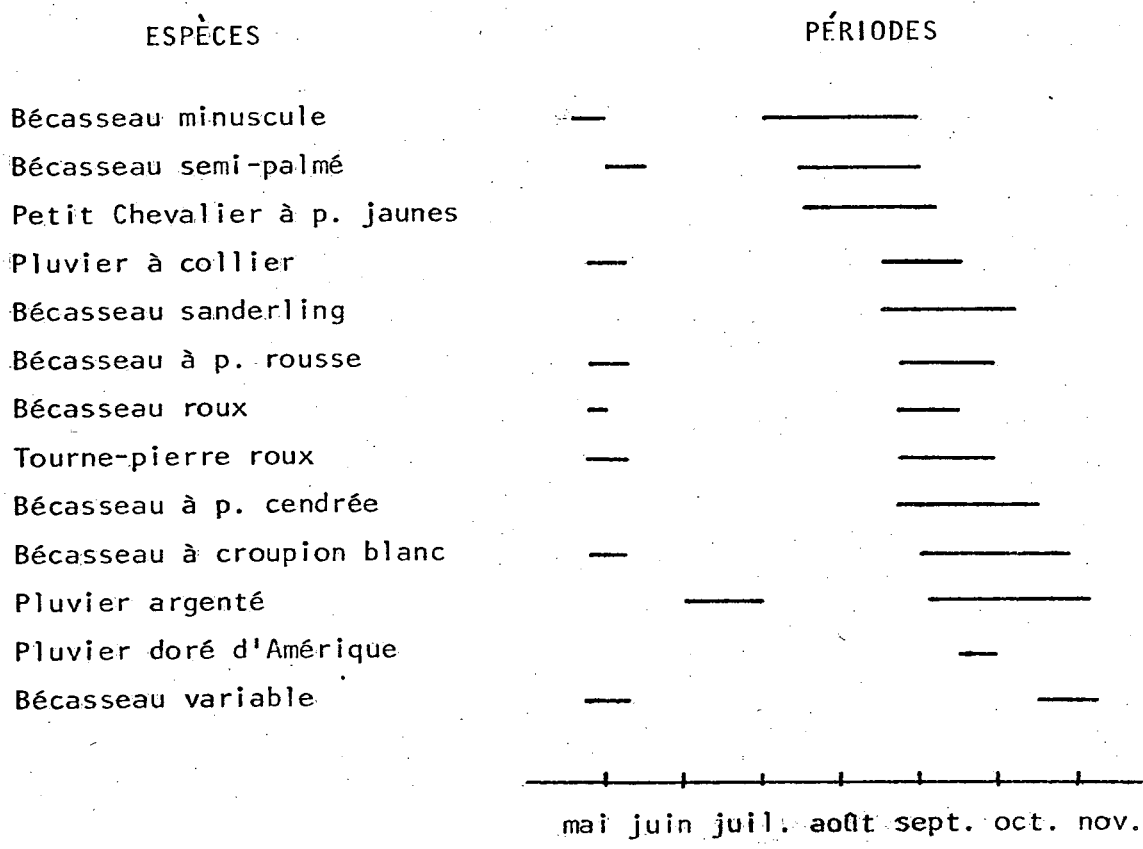 ESPÈCES PÉRIODES
Bécasseau minuscule
Bécasseau semi-palmé
Petit Chevalier à p. jaunes
Pluvier à collier
Bécasseau sanderling
Bécasseau à p. rousse
Bécasseau roux
Tourne-pierre roux
Bécasseau à p. cendrée
Bécasseau à croupion blanc
Pluvier argenté
Pluvier doré d'Amérique
Bécasseau variable
mai juin juil. août sept. oct. nov.